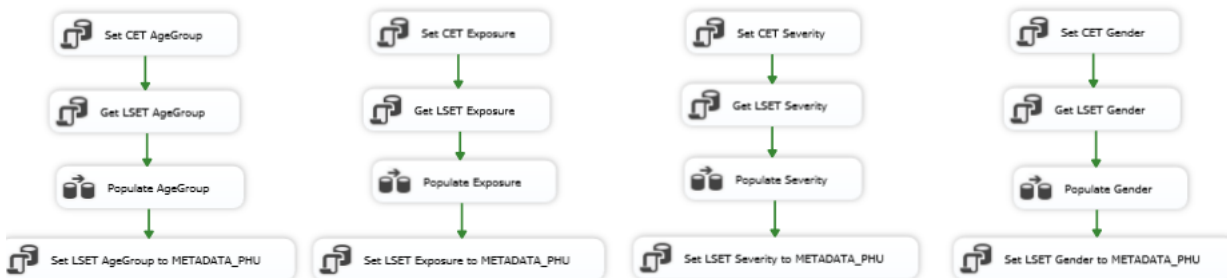 Set CET AgeGroup
Set CET Exposure
Set CET Severity
Set CET Gender
Get LSET AgeGroup
Get LSET Exposure
Get LSET Severity
Get LSET Gender
Populate AgeGroup
Populate Exposure
Populate Severity
Populate Gender
Set LSET AgeGroup to METADATA_PHU
Set LSET Exposure to METADATA_PHU
Set LSET Severity to METADATA_PHU
Set LSET Gender to METADATA_PHU